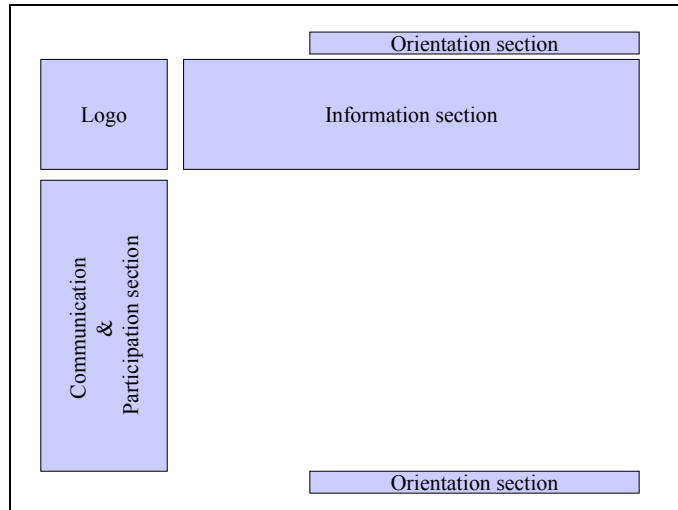 Orientation section
Logo
Information section
Communication
&
Participation section
Orientation section